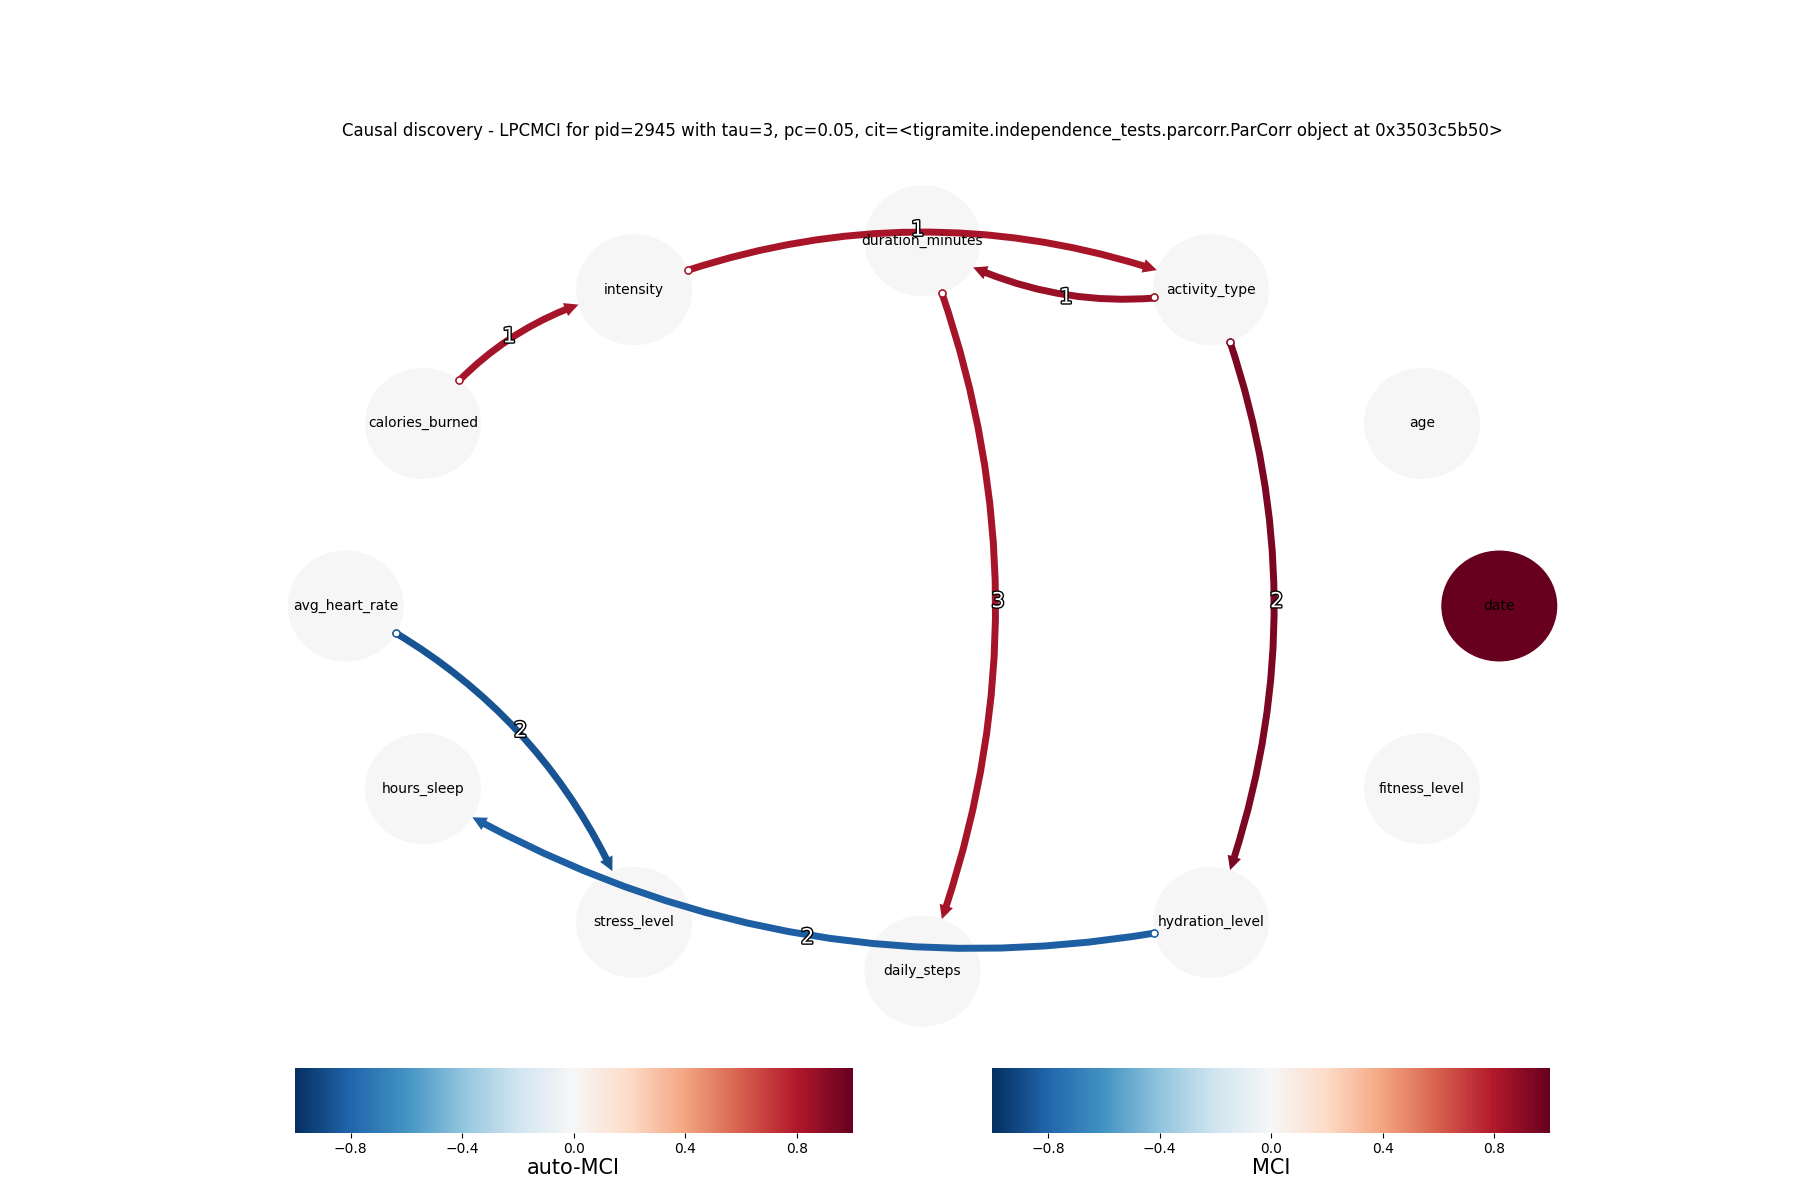 Causal discovery - LPCMCI for pid=2945 with tau=3, pc=0.05, cit=<tigramite.independence_tests.parcorr.ParCorr object at 0x3503c5b50>
1
duration_minutes
intensity
1
activity_type
1
calories_burned
age
avg_heart_rate
3
2
date
2
hours_sleep
fitness_level
stress_level
2
hydration_level
daily_steps
−0.8 −0.4 0.0 0.4 0.8
auto-MCI
−0.8 −0.4 0.0 0.4 0.8
MCI